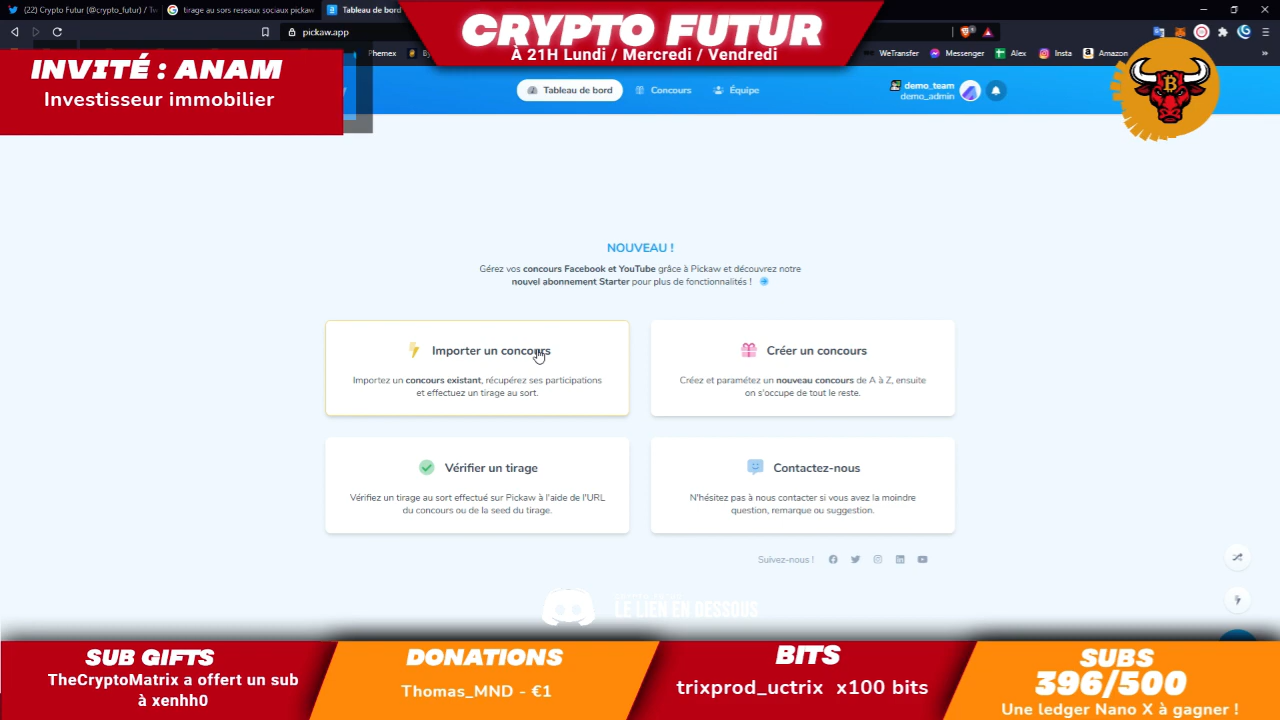 (22) Crypto Futur (@crypto_futur) / Tw
tirage au sors reseaux sociaux pickaw
Tableau de bord
pickaw.app
CRYPTO FUTUR
À 21H Lundi / Mercredi / Vendredi
Phemex
WeTransfer
Messenger
Alex
Insta
Amazon
INVITÉ : ANAM
Investisseur immobilier
Tableau de bord
Concours
Équipe
demo_team
demo_admin
NOUVEAU !
Gérez vos concours Facebook et YouTube grâce à Pickaw et découvrez notre
nouvel abonnement Starter pour plus de fonctionnalités !
Importer un concours
Importez un concours existant, récupérez ses participations
et effectuez un tirage au sort.
Créer un concours
Créez et paramétez un nouveau concours de A à Z, ensuite
on s'occupe de tout le reste.
Vérifier un tirage
Vérifiez un tirage au sort effectué sur Pickaw à l'aide de l'URL
du concours ou de la seed du tirage.
Contactez-nous
N'hésitez pas à nous contacter si vous avez la moindre
question, remarque ou suggestion.
Suivez-nous !
LE LIEN EN DESSOUS
SUB GIFTS
TheCryptoMatrix a offert un sub
à xenhh0
DONATIONS
Thomas_MND - €1
BITS
trixprod_uctrix x100 bits
SUBS
396/500
Une ledger Nano X à gagner !